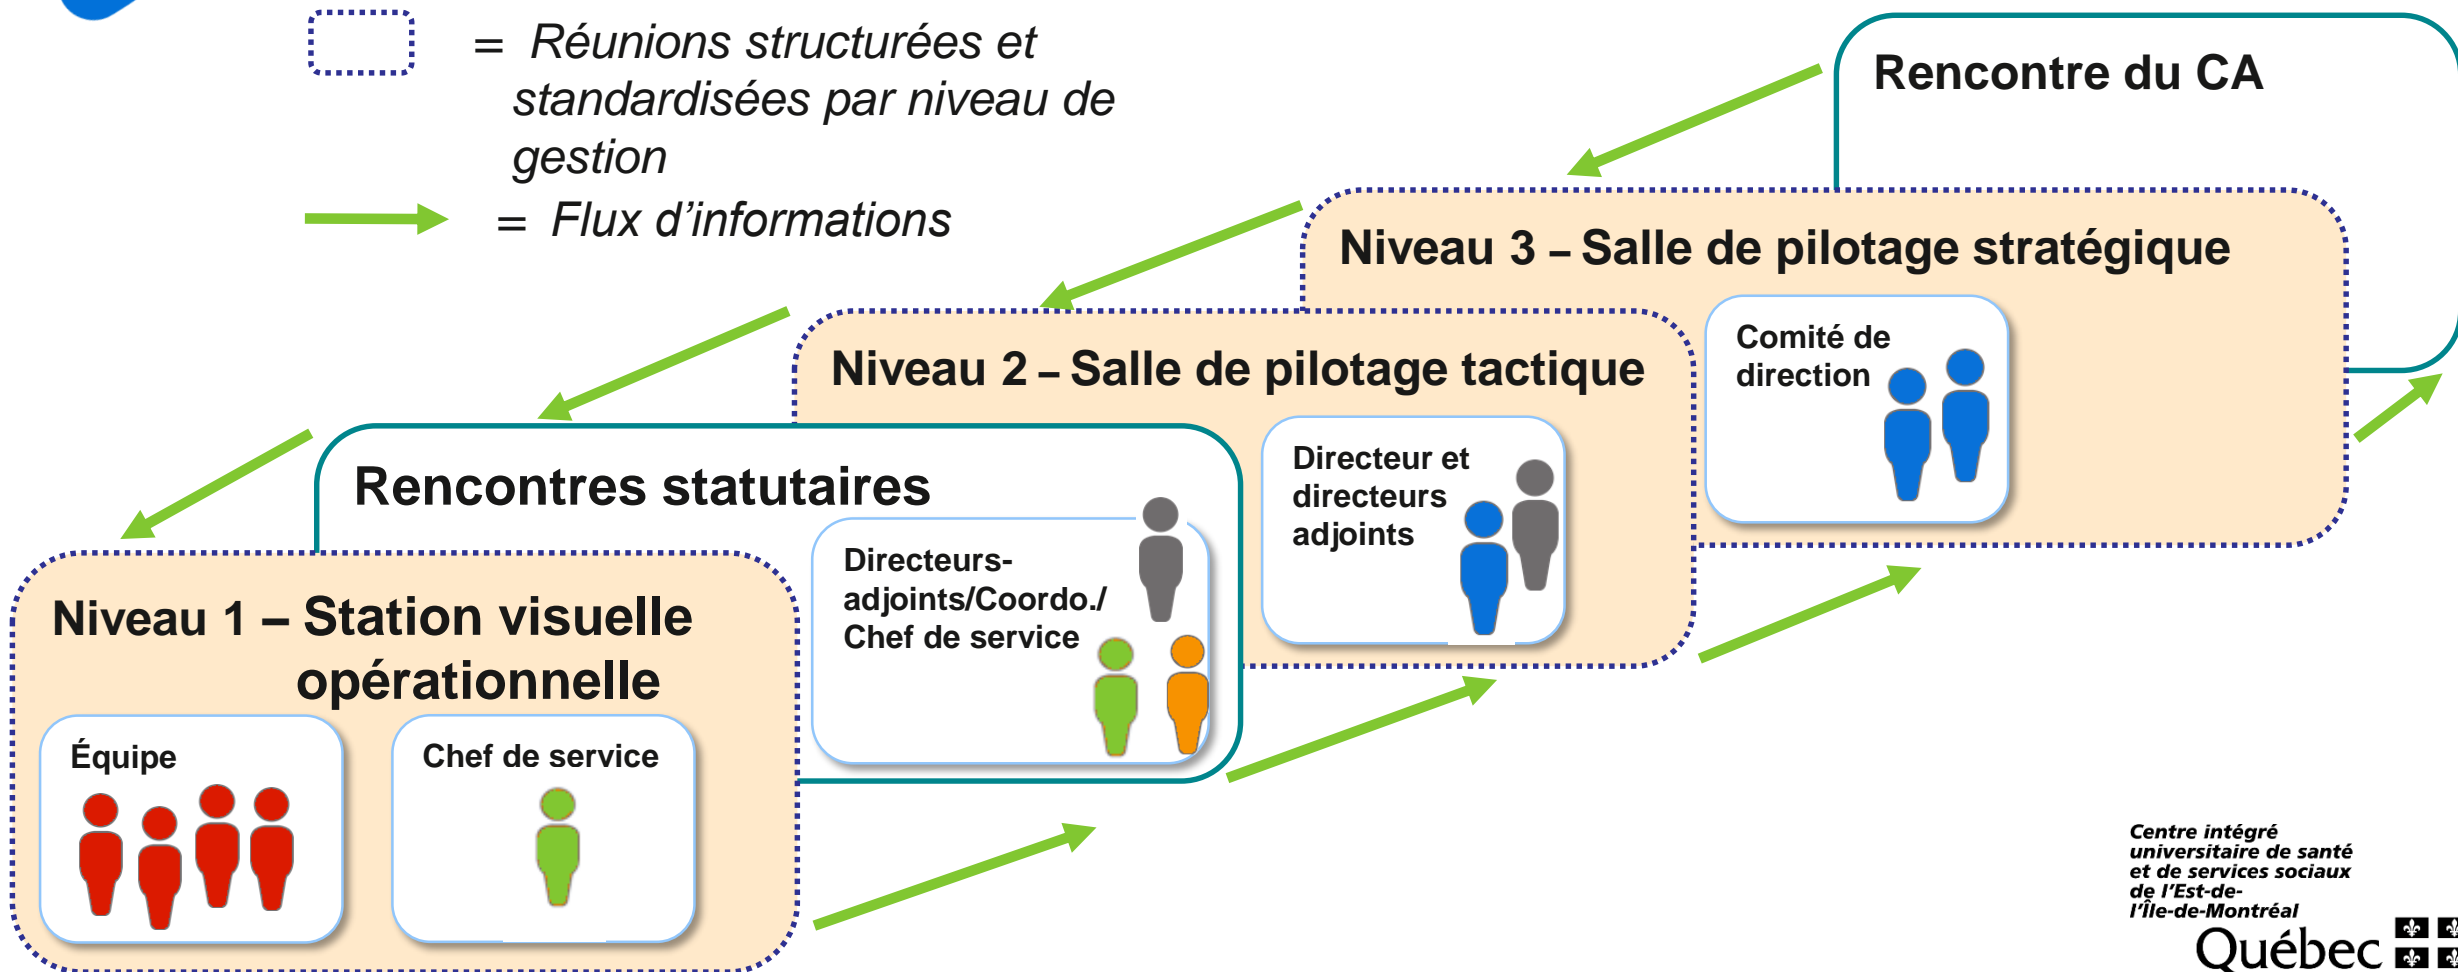 = Réunions structurées et
standardisées par niveau de
gestion
= Flux d’informations
Rencontre du CA
Niveau 3 – Salle de pilotage stratégique
Comité de
direction
Niveau 2 – Salle de pilotage tactique
Directeur et
directeurs
adjoints
Rencontres statutaires
Directeurs-
adjoints/Coordo./
Chef de service
Niveau 1 – Station visuelle
opérationnelle
Équipe
Chef de service
Centre intégré
universitaire de santé
et de services sociaux
de l’Est-de-
l’Île-de-Montréal
Québec